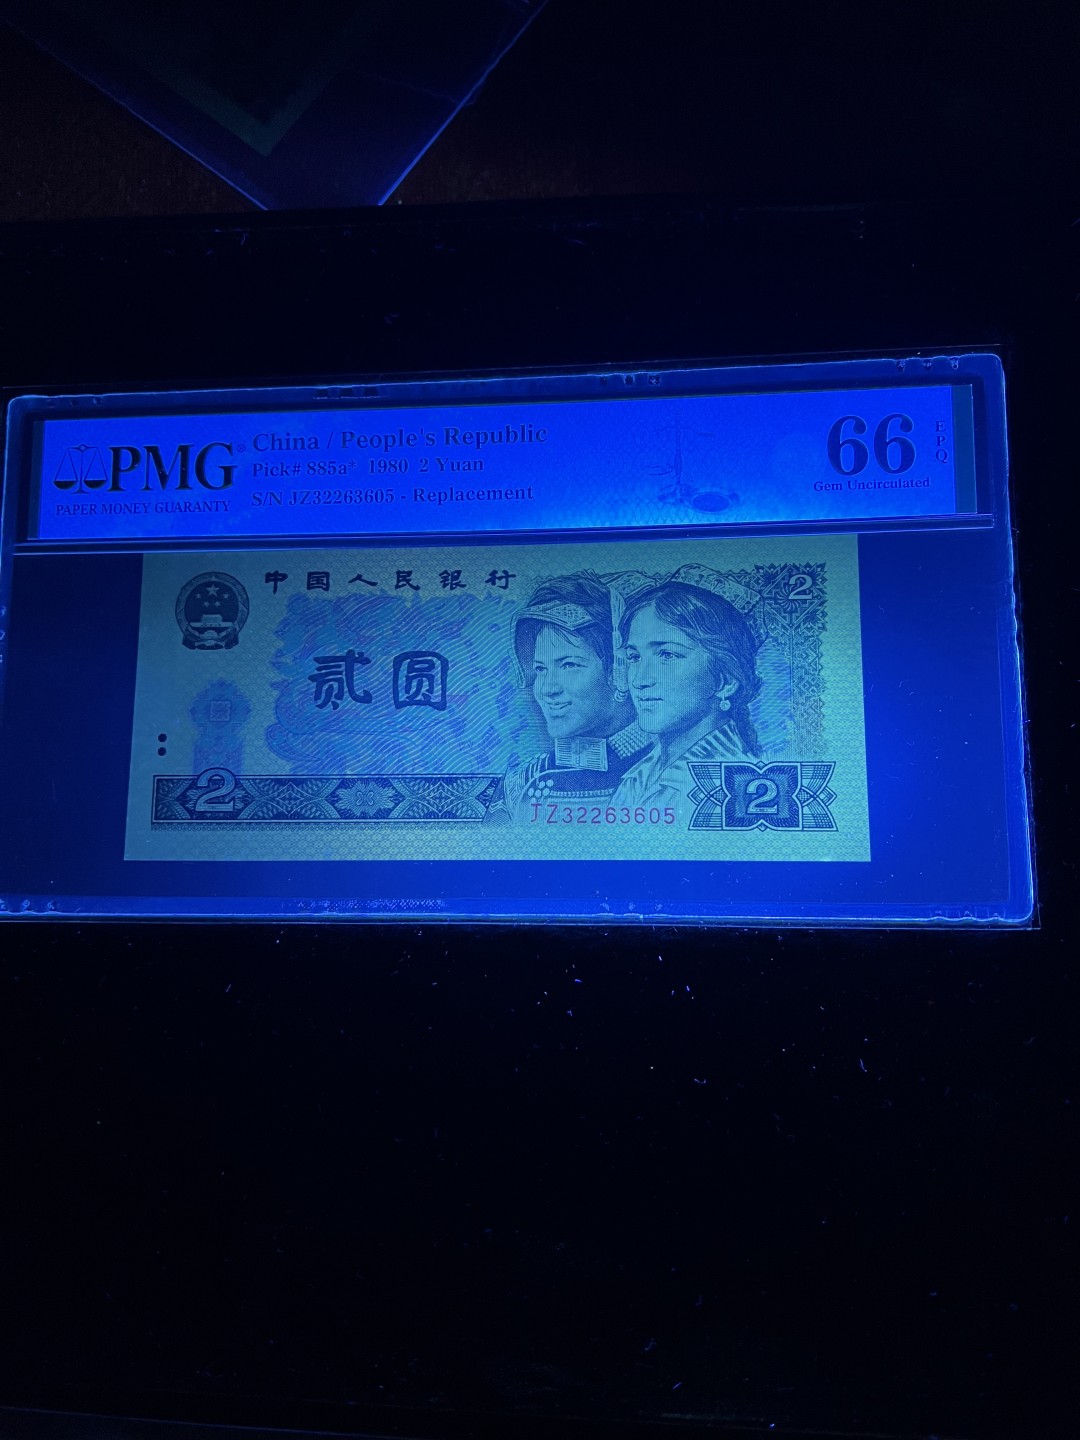 PMG®
PAPER MONEY GUARANTY
China / People's Republic
Pick# 885a* 1980 2 Yuan
S/N JZ32263605 - Replacement
66
EPQ
Gem Uncirculated
中国人民银行
2
贰圆
2
JZ32263605
2